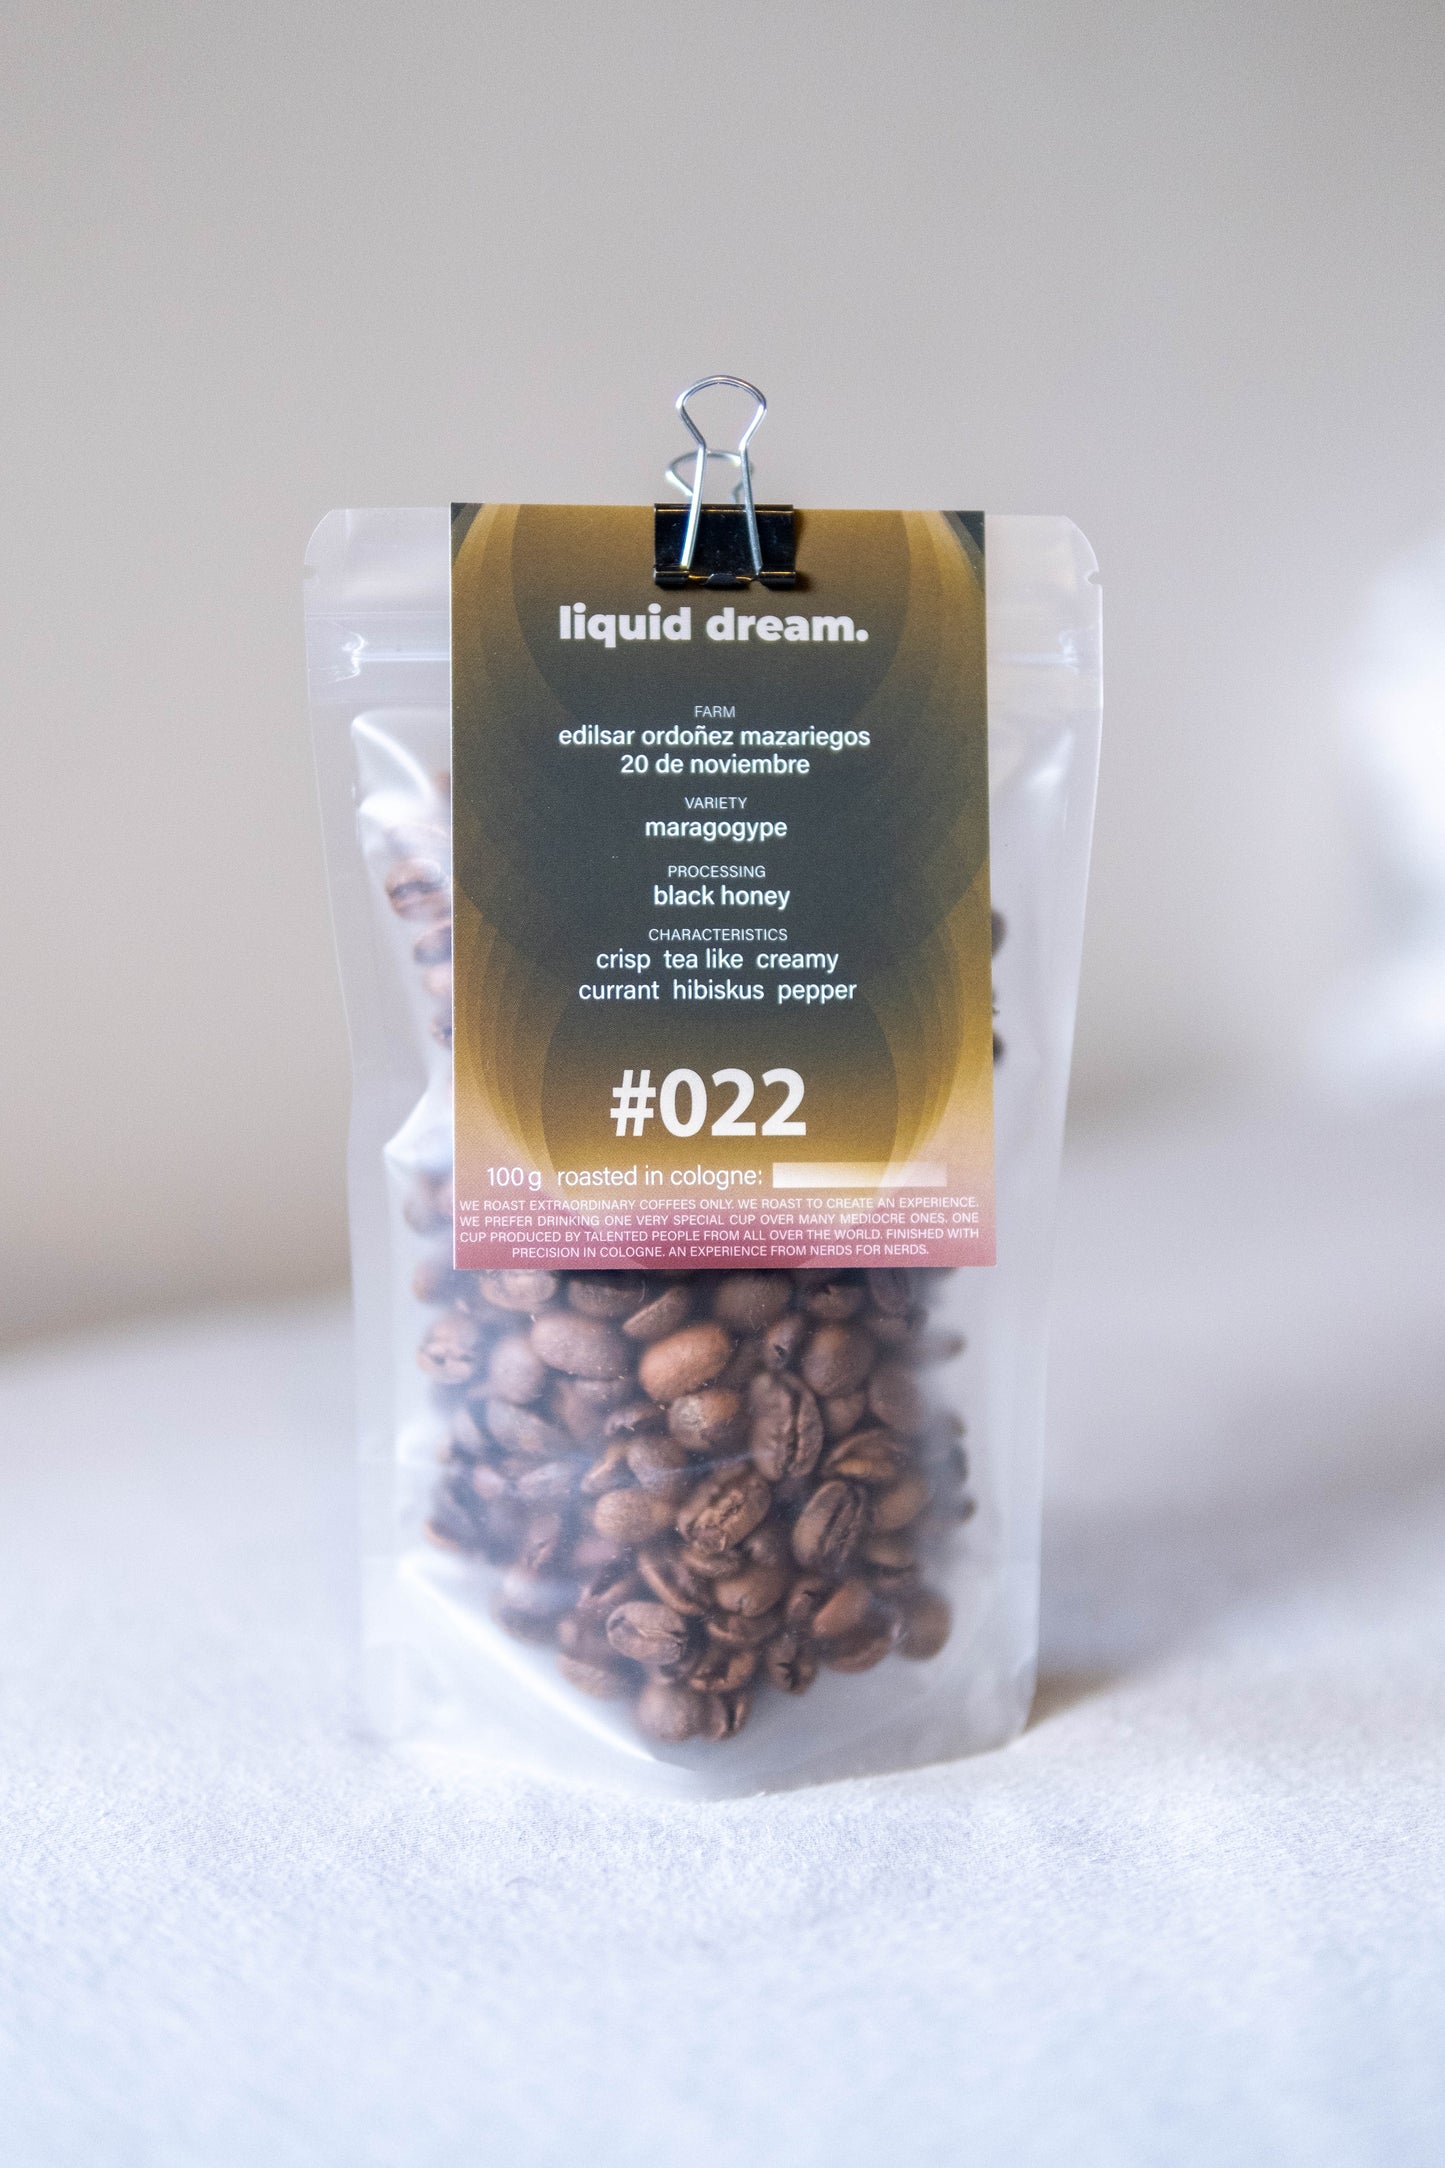 liquid dream.
FARM
edilsar ordoñez mazariegos
20 de noviembre
VARIETY
maragogype
PROCESSING
black honey
CHARACTERISTICS
crisp tea like creamy
currant hibiskus pepper
#022
100g roasted in cologne:
WE ROAST EXTRAORDINARY COFFEES ONLY. WE ROAST TO CREATE AN EXPERIENCE.
WE PREFER DRINKING ONE VERY SPECIAL CUP OVER MANY MEDIOCRE ONES. ONE
CUP PRODUCED BY TALENTED PEOPLE FROM ALL OVER THE WORLD. FINISHED WITH
PRECISION IN COLOGNE. AN EXPERIENCE FROM NERDS FOR NERDS.